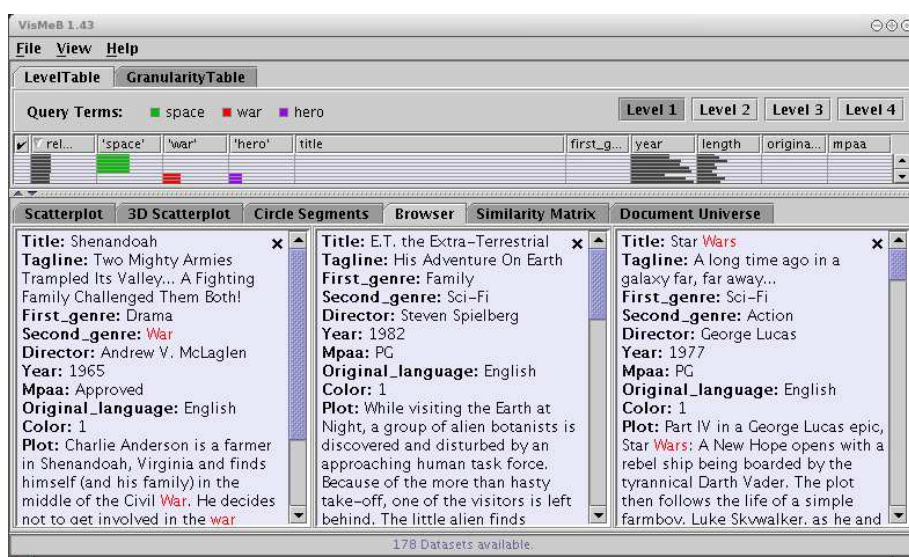 VisMeB 1.43
File View Help
LevelTable GranularityTable
Query Terms: space war hero Level 1 Level 2 Level 3 Level 4
rel... 'space' 'war' 'hero' title first_g... year length origina... mpaa
Scatterplot 3D Scatterplot Circle Segments Browser Similarity Matrix Document Universe
Title: Shenandoah
Tagline: Two Mighty Armies
Trampled Its Valley... A Fighting
Family Challenged Them Both!
First_genre: Drama
Second_genre: War
Director: Andrew V. McLaglen
Year: 1965
Mpaa: Approved
Original_language: English
Color: 1
Plot: Charlie Anderson is a farmer
in Shenandoah, Virginia and finds
himself (and his family) in the
middle of the Civil War. He decides
not to get involved in the war
Title: E.T. the Extra-Terrestrial
Tagline: His Adventure On Earth
First_genre: Family
Second_genre: Sci-Fi
Director: Steven Spielberg
Year: 1982
Mpaa: PG
Original_language: English
Color: 1
Plot: While visiting the Earth at
Night, a group of alien botanists is
discovered and disturbed by an
approaching human task force.
Because of the more than hasty
take-off, one of the visitors is left
behind. The little alien finds
Title: Star Wars
Tagline: A long time ago in a
galaxy far, far away...
First_genre: Sci-Fi
Second_genre: Action
Director: George Lucas
Year: 1977
Mpaa: PG
Original_language: English
Color: 1
Plot: Part IV in a George Lucas epic,
Star Wars: A New Hope opens with a
rebel ship being boarded by the
tyrannical Darth Vader. The plot
then follows the life of a simple
farmboy, Luke Skywalker, as he and
178 Datasets available.